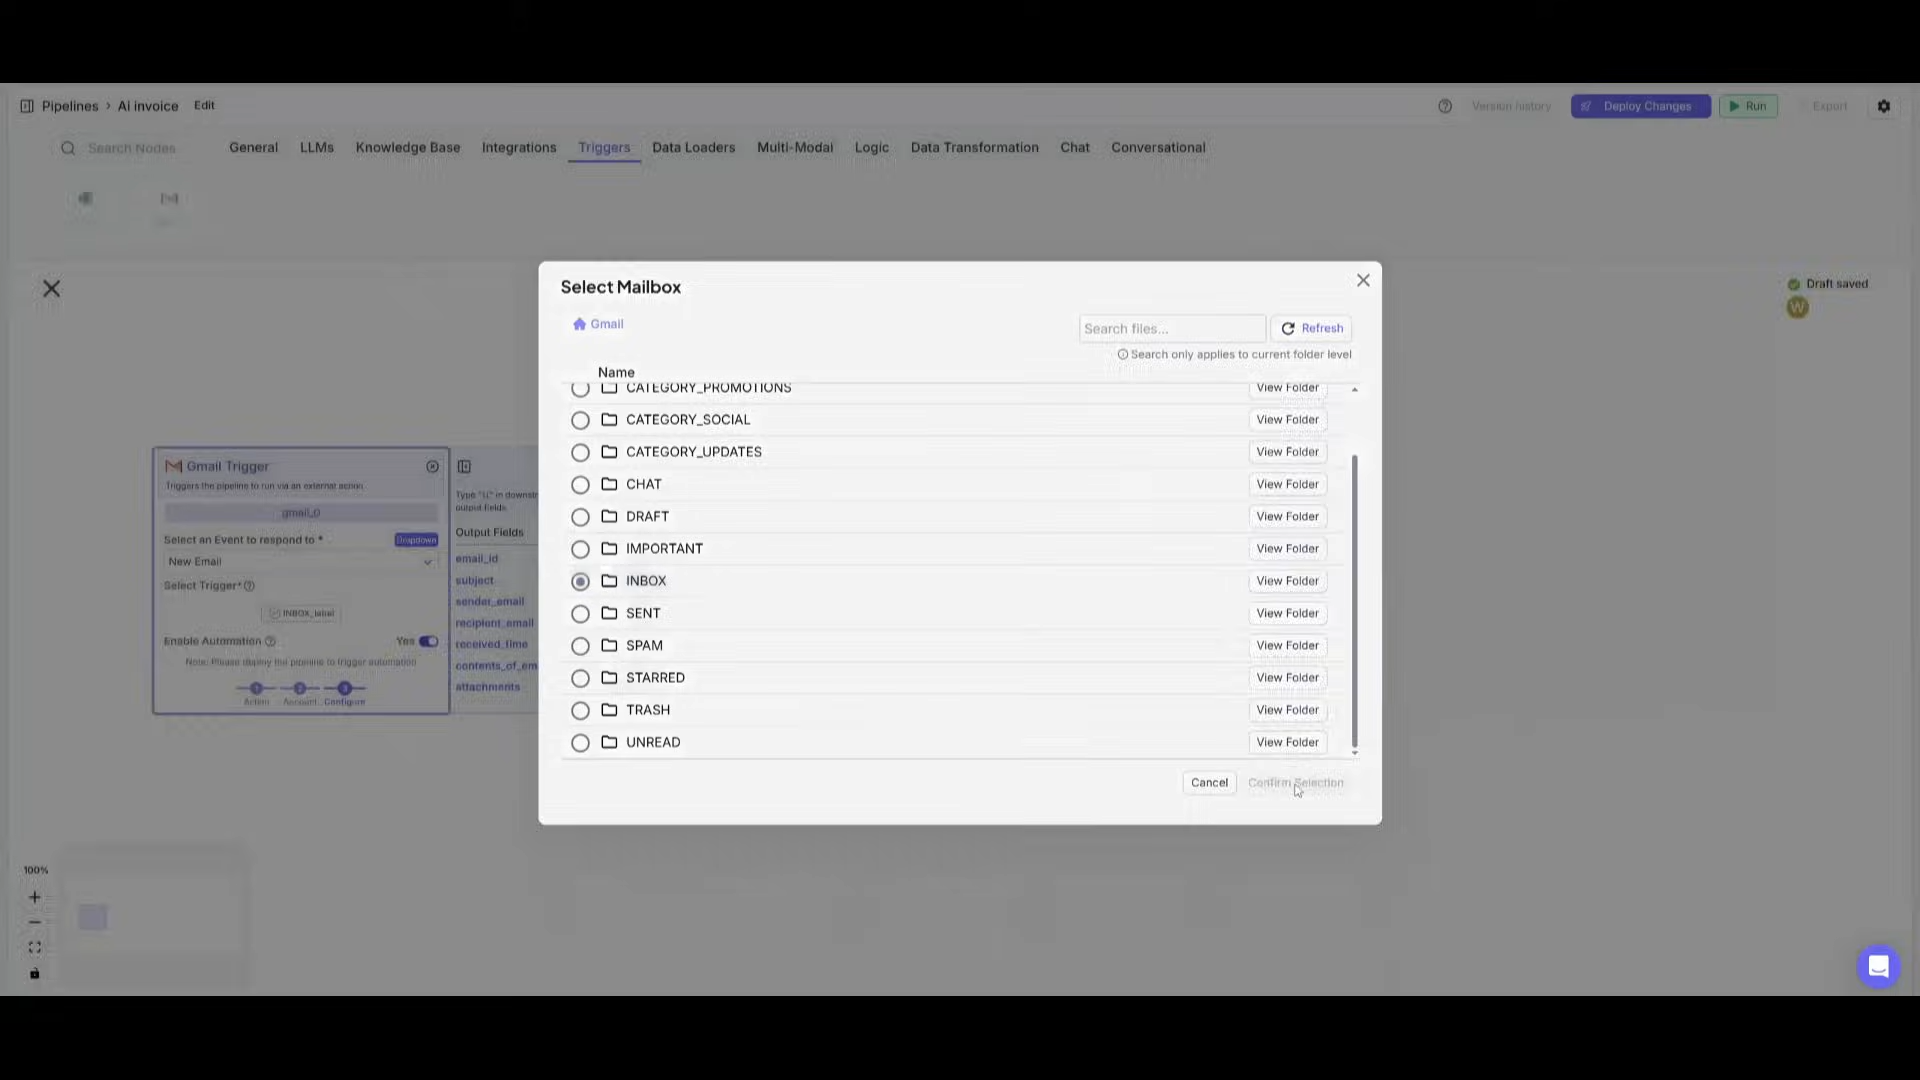 Pipelines › Ai invoice Edit
Version history Deploy Changes Run Export
Search Nodes General LLMs Knowledge Base Integrations Triggers Data Loaders Multi-Modal Logic Data Transformation Chat Conversational
Draft saved
W
Select Mailbox
Gmail
Search files...
Refresh
Search only applies to current folder level
Name
CATEGORY_PROMOTIONS View Folder
CATEGORY_SOCIAL View Folder
CATEGORY_UPDATES View Folder
CHAT View Folder
DRAFT View Folder
IMPORTANT View Folder
INBOX View Folder
SENT View Folder
SPAM View Folder
STARRED View Folder
TRASH View Folder
UNREAD View Folder
Cancel Confirm Selection
Gmail Trigger
Triggers the pipeline to run via an external action
gmail_0
Select an Event to respond to * Dropdown
New Email
Select Trigger*
INBOX_label
Enable Automation Yes
Note: Please deploy the pipeline to trigger automation
1 2 3
Action Account Configure
Type "{{" in downstr
output fields.
Output Fields
email_id
subject
sender_email
recipient_email
received_time
contents_of_em
attachments
100%